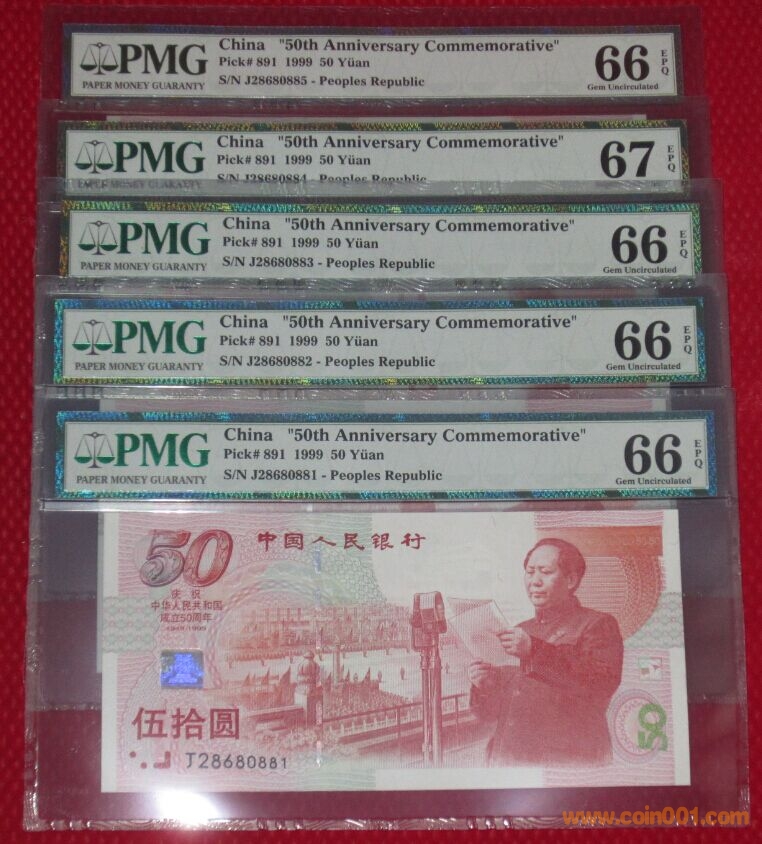 PMG
PAPER MONEY GUARANTY
China "50th Anniversary Commemorative"
Pick# 891 1999 50 Yüan
S/N J28680885 - Peoples Republic
66 EPQ
Gem Uncirculated
PMG
PAPER MONEY GUARANTY
China "50th Anniversary Commemorative"
Pick# 891 1999 50 Yüan
S/N J28680884 - Peoples Republic
67 EPQ
PMG
PAPER MONEY GUARANTY
China "50th Anniversary Commemorative"
Pick# 891 1999 50 Yüan
S/N J28680883 - Peoples Republic
66 EPQ
Gem Uncirculated
PMG
PAPER MONEY GUARANTY
China "50th Anniversary Commemorative"
Pick# 891 1999 50 Yüan
S/N J28680882 - Peoples Republic
66 EPQ
Gem Uncirculated
PMG
PAPER MONEY GUARANTY
China "50th Anniversary Commemorative"
Pick# 891 1999 50 Yüan
S/N J28680881 - Peoples Republic
66 EPQ
Gem Uncirculated
50
中国人民银行
庆祝
中华人民共和国
成立50周年
1949-1999
伍拾圆
J28680881
50
www.coin001.com